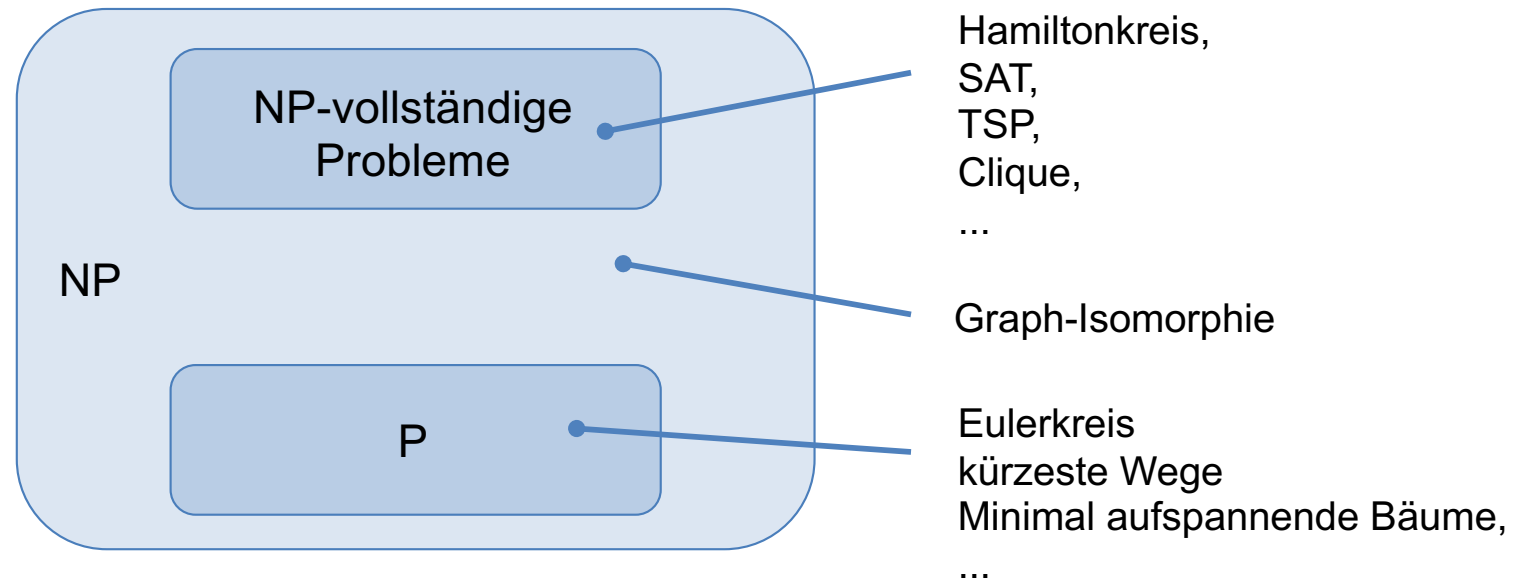 NP-vollständige
Probleme
NP
P
Hamiltonkreis,
SAT,
TSP,
Clique,
...
Graph-Isomorphie
Eulerkreis
kürzeste Wege
Minimal aufspannende Bäume,
...